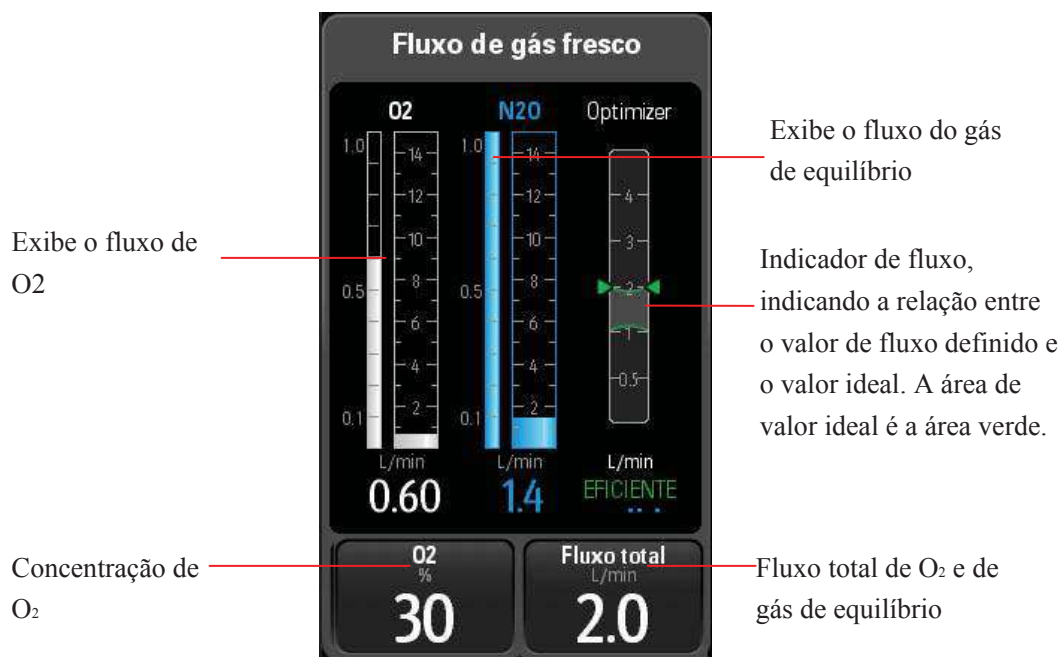 Fluxo de gás fresco
O2
N2O
Optimizer
1.0
0.5
0.1
14
12
10
8
6
4
2
1.0
0.5
0.1
14
12
10
8
6
4
2
4
3
2
1
0.5
L/min
L/min
L/min
0.60
1.4
EFICIENTE
O2
%
30
Fluxo total
L/min
2.0
Exibe o fluxo de
O2
Concentração de
O₂
Exibe o fluxo do gás
de equilíbrio
Indicador de fluxo,
indicando a relação entre
o valor de fluxo definido e
o valor ideal. A área de
valor ideal é a área verde.
Fluxo total de O₂ e de
gás de equilíbrio